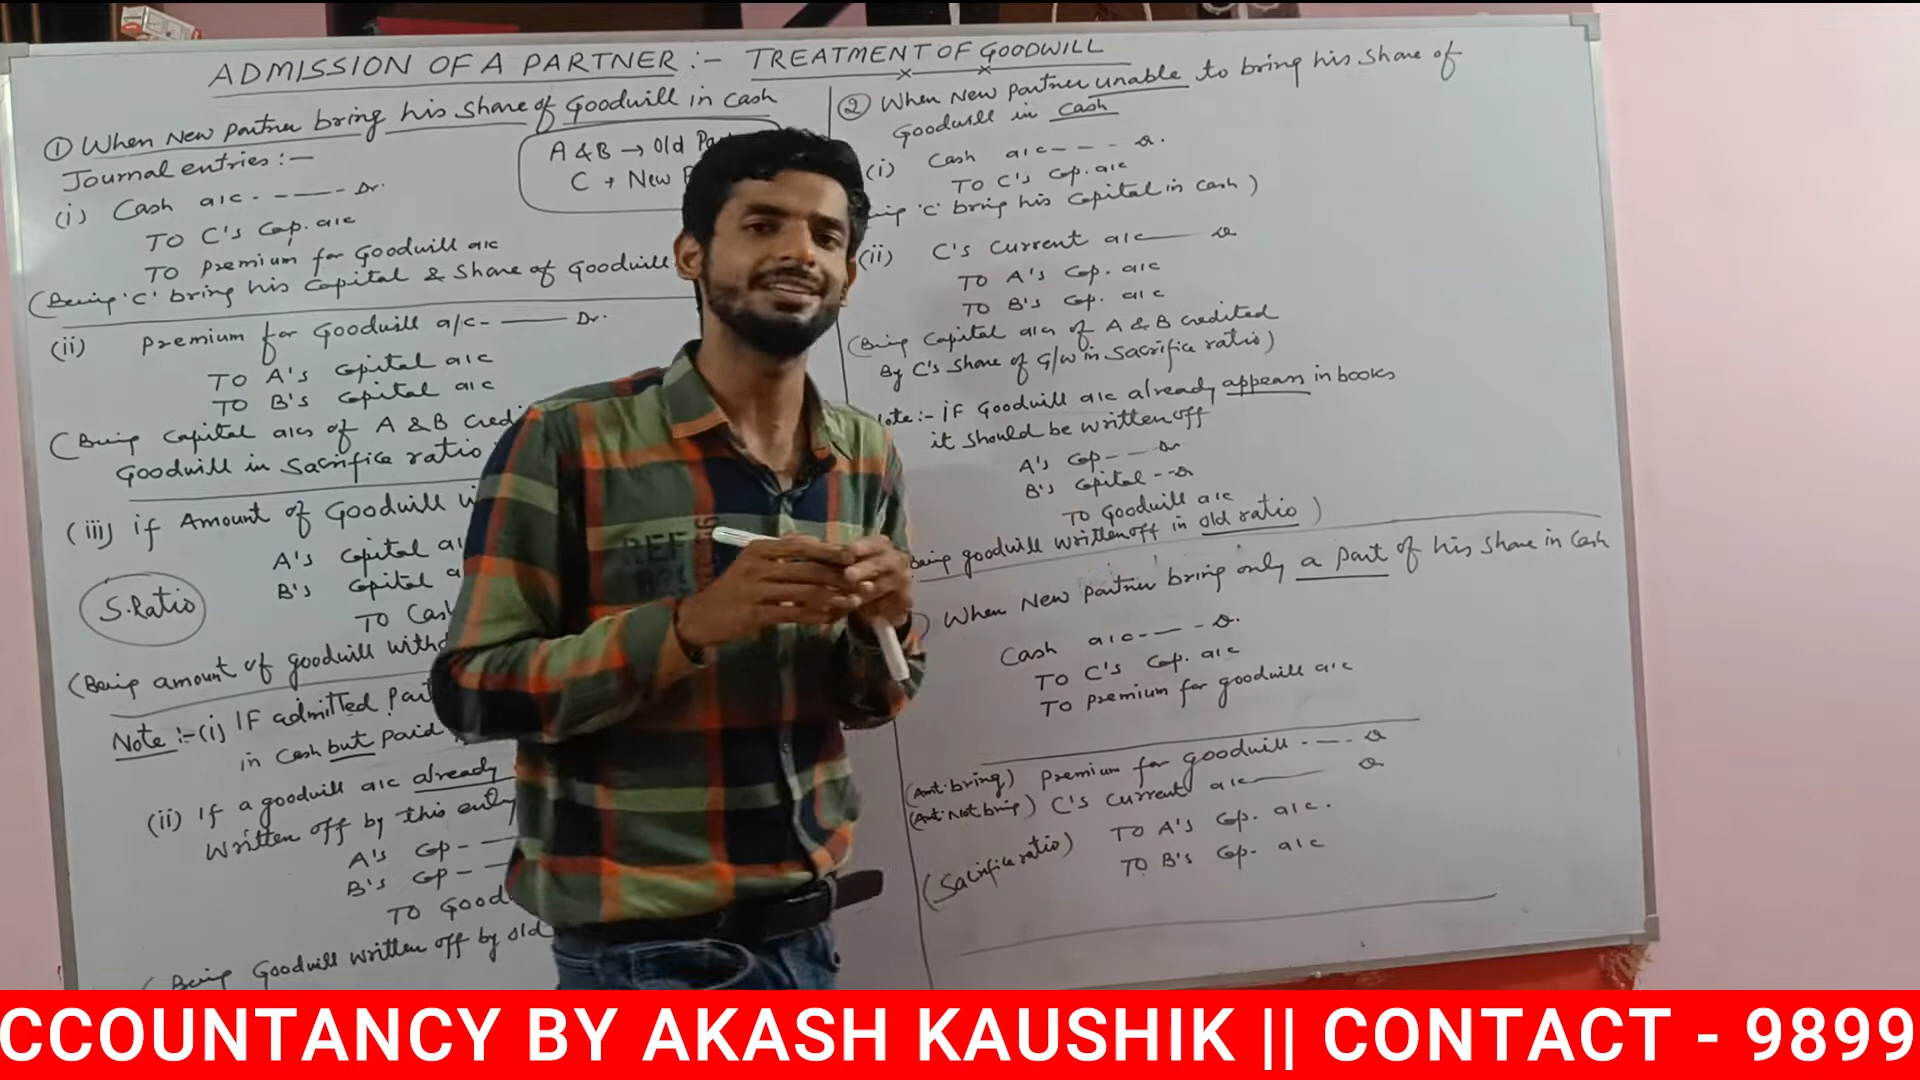 ADMISSION OF A PARTNER :- TREATMENT OF GOODWILL
① When New partner bring his share of Goodwill in cash
Journal entries :-
A & B → Old Pa
C → New P
(i) Cash a/c - Dr.
TO C's Cap. a/c
TO premium for Goodwill a/c
(Being 'C' bring his capital & share of Goodwill
(ii) premium for Goodwill a/c - Dr.
TO A's capital a/c
TO B's capital a/c
(Being capital a/cs of A & B cred
Goodwill in sacrifice ratio
(iii) if Amount of Goodwill
A's capital a/
B's capital a
S. Ratio
TO Cas
(Being amount of goodwill
Note :- (i) IF admitted part
in cash but paid
(ii) If a goodwill a/c already
written off by this entry
A's Cap -
B's Cap -
TO Good
Being Goodwill written off by old
② When New partner unable to bring his share of
Goodwill in cash
(i) Cash a/c - - - Dr.
TO C's Cap. a/c
'C' bring his capital in cash)
(ii) C's current a/c Dr
TO A's Cap. a/c
TO B's Cap. a/c
(Being capital a/cs of A & B credited
By C's share of G/W in sacrifice ratio)
Note:- if Goodwill a/c already appears in books
it should be written off
A's Cap - - Dr
B's capital - - Dr
TO Goodwill a/c
Being goodwill written off in old ratio)
When New partner bring only a part of his share in cash
Cash a/c - - - Dr.
TO C's Cap. a/c
TO premium for goodwill a/c
(Amt. bring) premium for goodwill - - - Dr
(Amt. Not bring) C's current a/c Dr
(Sacrifice ratio) TO A's Cap. a/c.
TO B's Cap. a/c
REF
CCOUNTANCY BY AKASH KAUSHIK || CONTACT - 9899